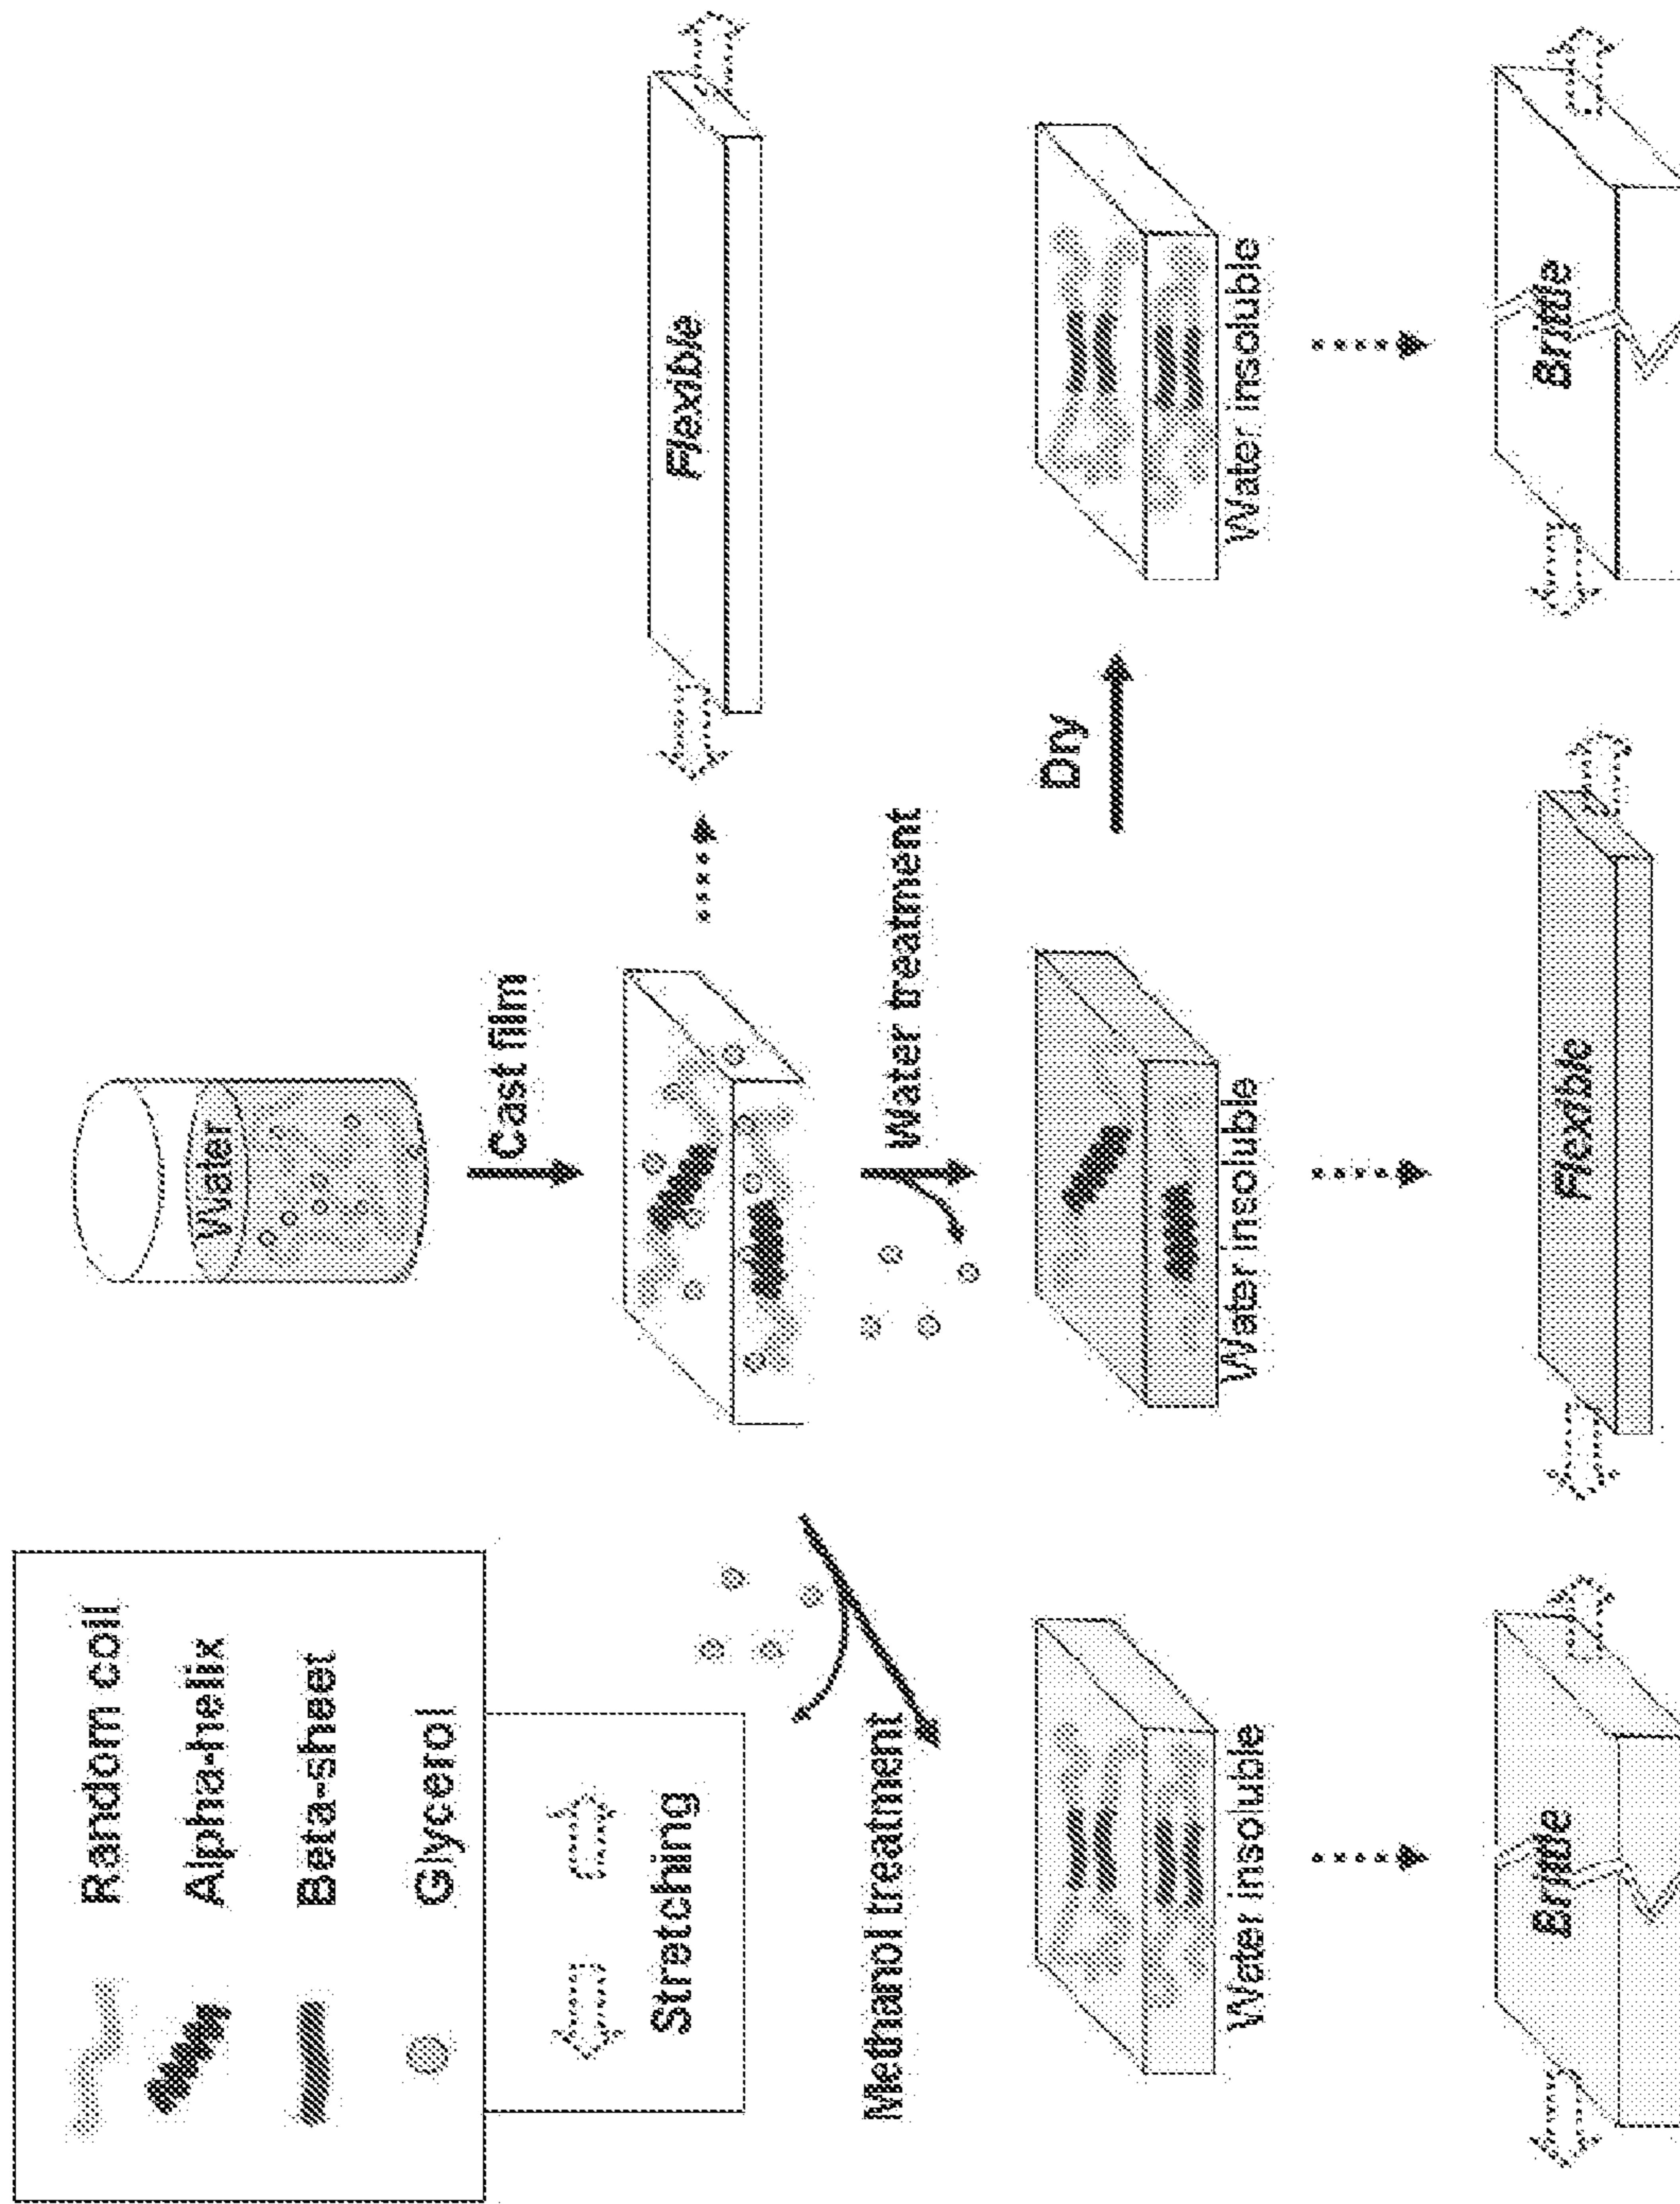 Random coil
Alpha-helix
Beta-sheet
Glycerol
Stretching
Water
Cast film
Flexible
Methanol treatment
Water treatment
Dry
Water insoluble
Water insoluble
Water insoluble
Brittle
Flexible
Brittle